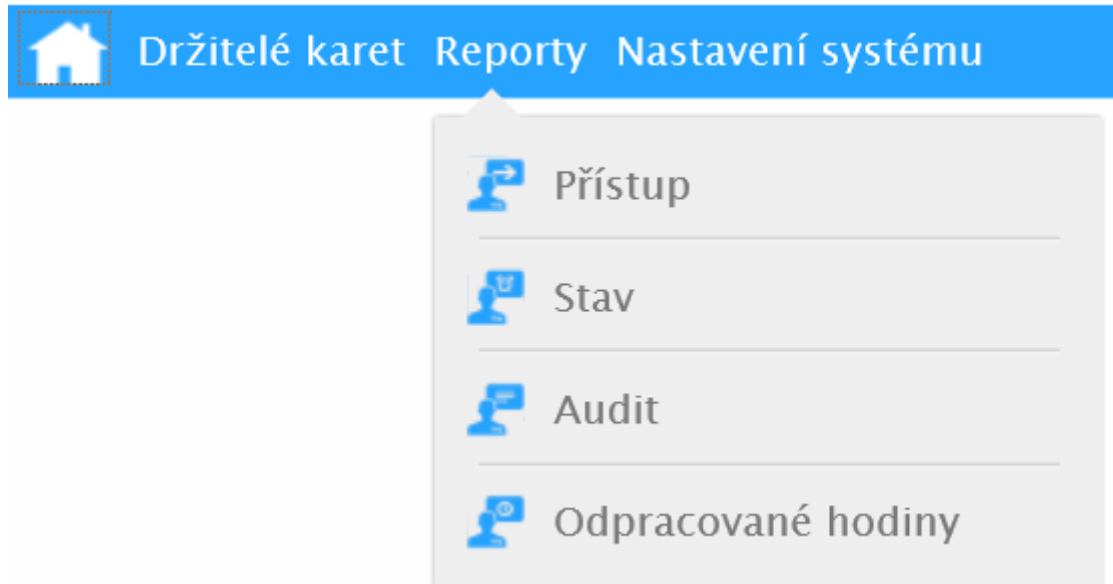 Držitelé karet Reporty Nastavení systému
Přístup
Stav
Audit
Odpracované hodiny